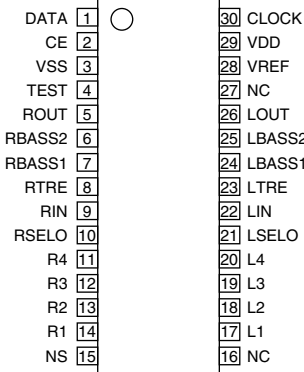 DATA 1 30 CLOCK
CE 2 29 VDD
VSS 3 28 VREF
TEST 4 27 NC
ROUT 5 26 LOUT
RBASS2 6 25 LBASS2
RBASS1 7 24 LBASS1
RTRE 8 23 LTRE
RIN 9 22 LIN
RSELO 10 21 LSELO
R4 11 20 L4
R3 12 19 L3
R2 13 18 L2
R1 14 17 L1
NS 15 16 NC